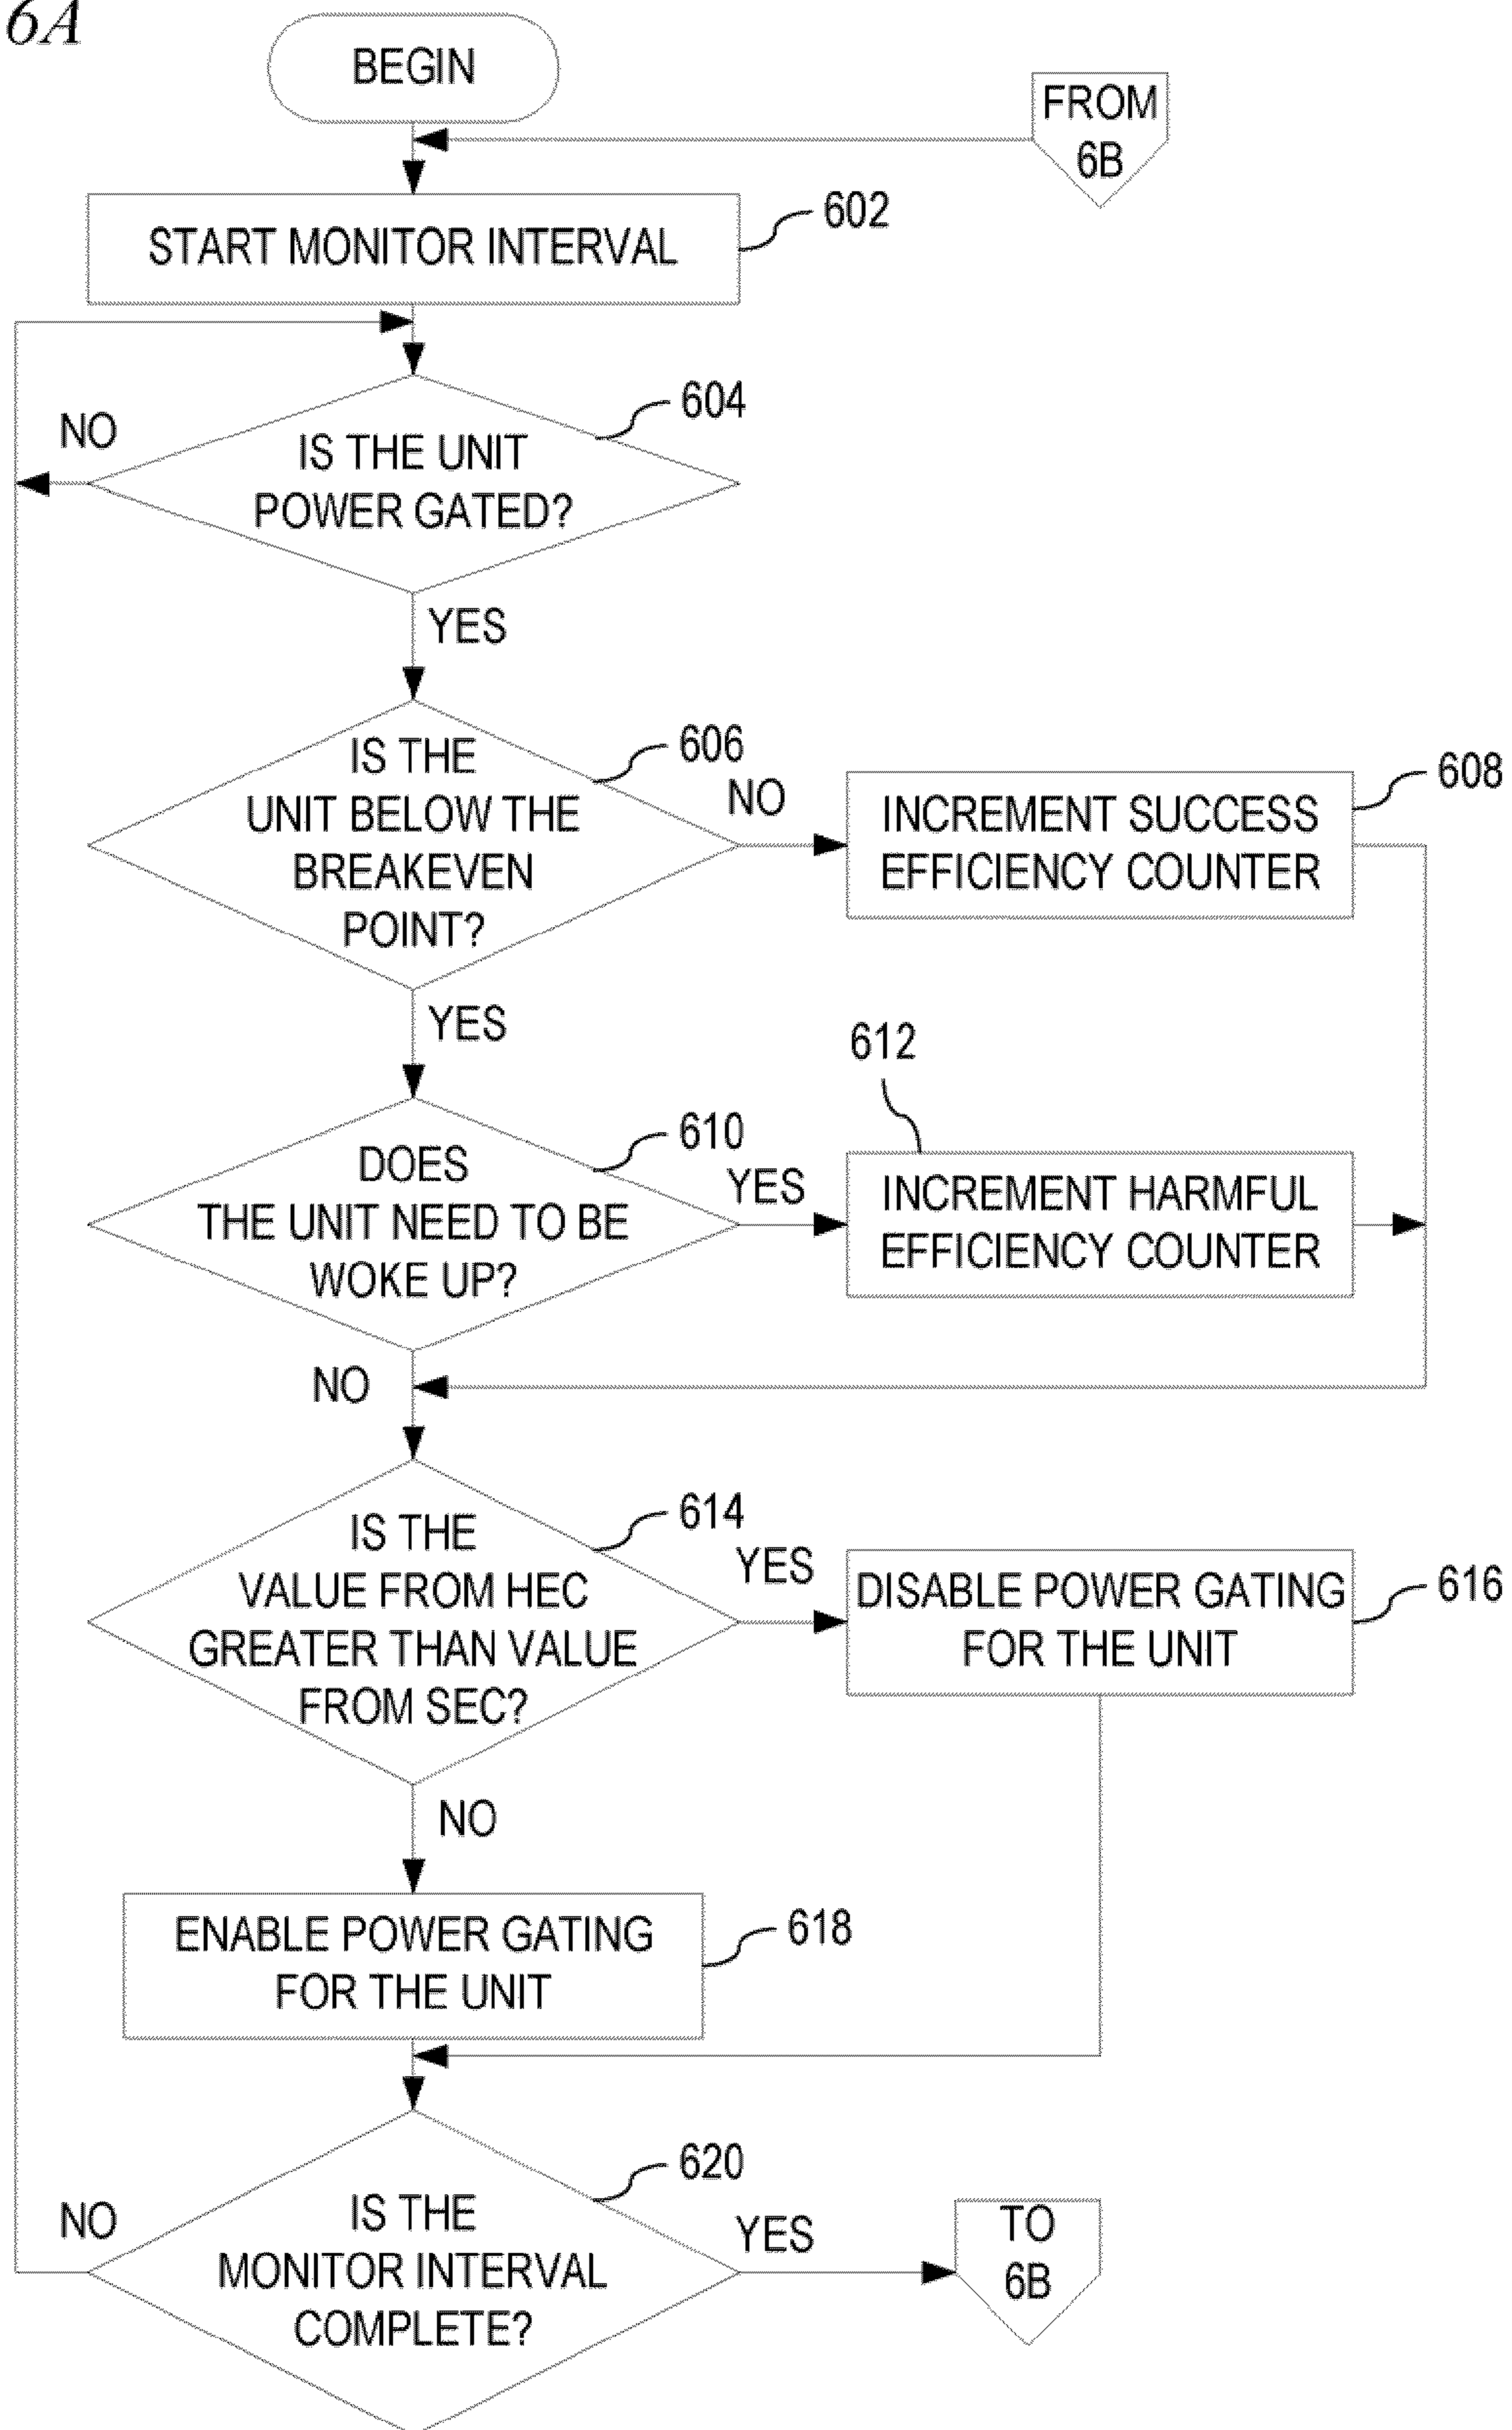 6A
BEGIN
FROM
6B
602
START MONITOR INTERVAL
604
NO
IS THE UNIT
POWER GATED?
YES
606
IS THE
UNIT BELOW THE
BREAKEVEN
POINT?
NO
608
INCREMENT SUCCESS
EFFICIENCY COUNTER
YES
612
610
DOES
THE UNIT NEED TO BE
WOKE UP?
YES
INCREMENT HARMFUL
EFFICIENCY COUNTER
NO
614
IS THE
VALUE FROM HEC
GREATER THAN VALUE
FROM SEC?
YES
DISABLE POWER GATING
FOR THE UNIT
616
NO
ENABLE POWER GATING
FOR THE UNIT
618
620
NO
IS THE
MONITOR INTERVAL
COMPLETE?
YES
TO
6B